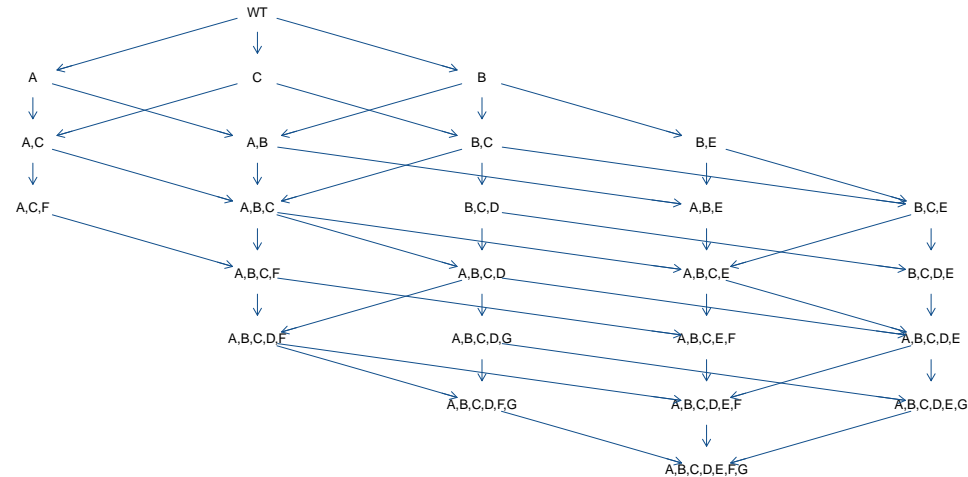 WT
A
C
B
A,C
A,B
B,C
B,E
A,C,F
A,B,C
B,C,D
A,B,E
B,C,E
A,B,C,F
A,B,C,D
A,B,C,E
B,C,D,E
A,B,C,D,F
A,B,C,D,G
A,B,C,E,F
A,B,C,D,E
A,B,C,D,F,G
A,B,C,D,E,F
A,B,C,D,E,G
A,B,C,D,E,F,G